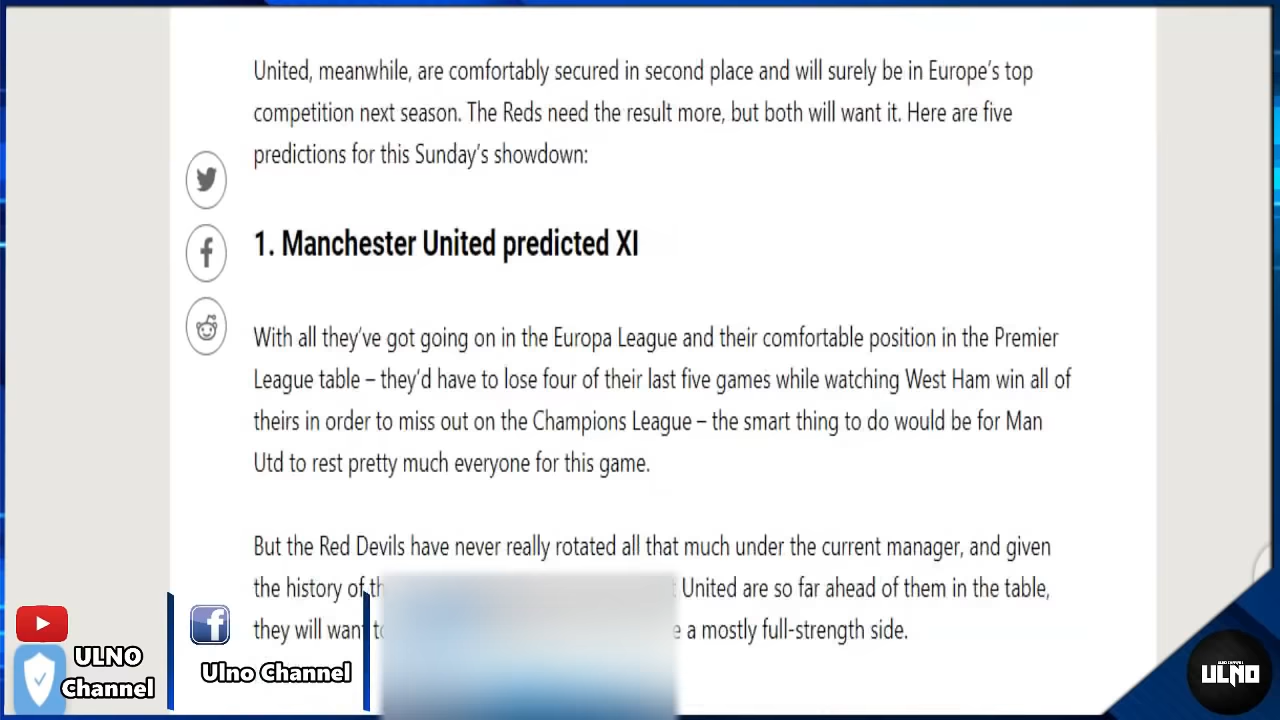 United, meanwhile, are comfortably secured in second place and will surely be in Europe's top
competition next season. The Reds need the result more, but both will want it. Here are five
predictions for this Sunday's showdown:
1. Manchester United predicted XI
With all they've got going on in the Europa League and their comfortable position in the Premier
League table – they'd have to lose four of their last five games while watching West Ham win all of
theirs in order to miss out on the Champions League – the smart thing to do would be for Man
Utd to rest pretty much everyone for this game.
But the Red Devils have never really rotated all that much under the current manager, and given
the history of United are so far ahead of them in the table,
they will want a mostly full-strength side.
ULNO
Channel
Ulno Channel
ULNO